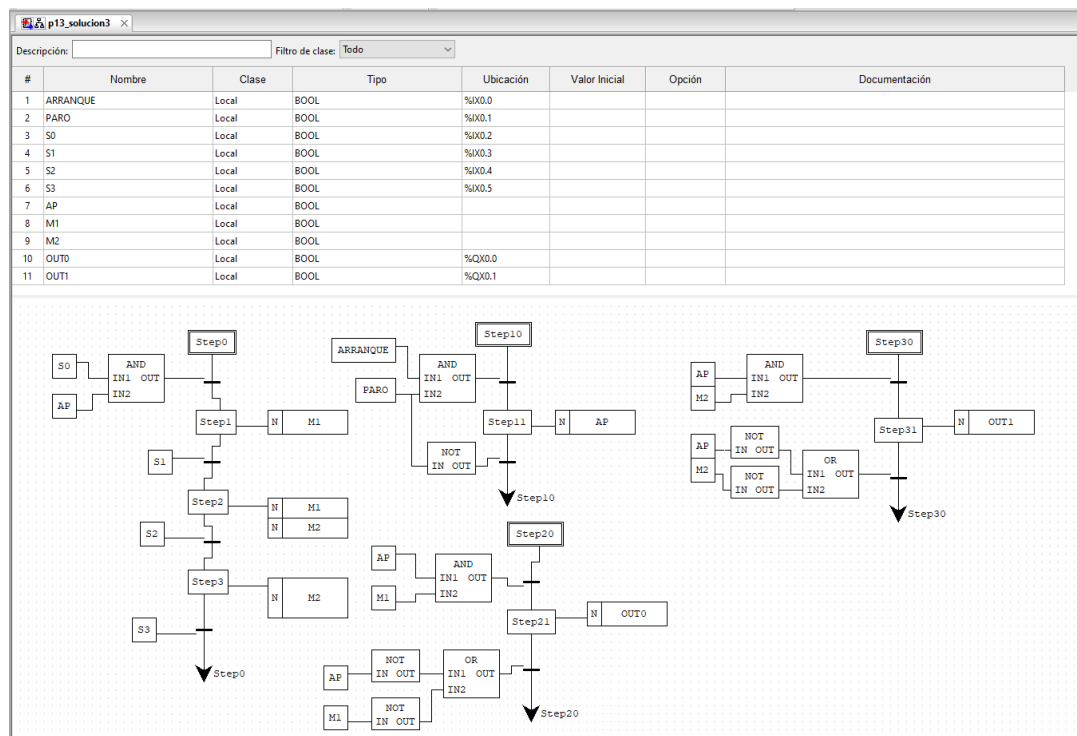 p13_solucion3
Descripción:
Filtro de clase: Todo
# Nombre Clase Tipo Ubicación Valor Inicial Opción Documentación
1 ARRANQUE Local BOOL %IX0.0
2 PARO Local BOOL %IX0.1
3 S0 Local BOOL %IX0.2
4 S1 Local BOOL %IX0.3
5 S2 Local BOOL %IX0.4
6 S3 Local BOOL %IX0.5
7 AP Local BOOL
8 M1 Local BOOL
9 M2 Local BOOL
10 OUT0 Local BOOL %QX0.0
11 OUT1 Local BOOL %QX0.1
Step0
S0
AND
IN1 OUT
IN2
AP
Step1
N M1
S1
Step2
N M1
N M2
S2
Step3
N M2
S3
Step0
Step10
ARRANQUE
AND
IN1 OUT
IN2
PARO
Step11
N AP
NOT
IN OUT
Step10
Step20
AP
AND
IN1 OUT
IN2
M1
Step21
N OUT0
NOT
IN OUT
AP
OR
IN1 OUT
IN2
NOT
IN OUT
M1
Step20
Step30
AP
M2
AND
IN1 OUT
IN2
Step31
N OUT1
AP
M2
NOT
IN OUT
NOT
IN OUT
OR
IN1 OUT
IN2
Step30